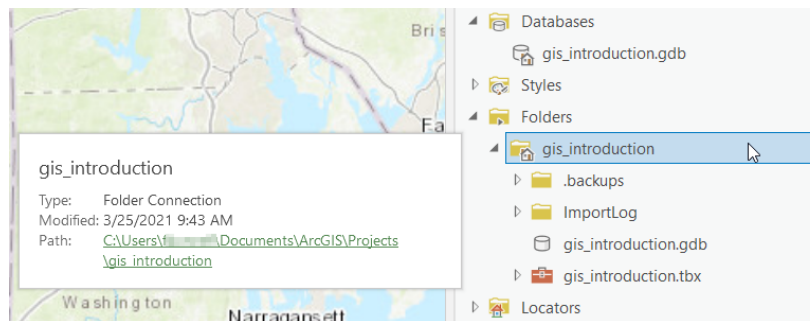 Bris
Fa
Washington
Narragansett
gis_introduction
Type: Folder Connection
Modified: 3/25/2021 9:43 AM
Path: C:\Users\ \Documents\ArcGIS\Projects
\gis_introduction
Databases
gis_introduction.gdb
Styles
Folders
gis_introduction
.backups
ImportLog
gis_introduction.gdb
gis_introduction.tbx
Locators